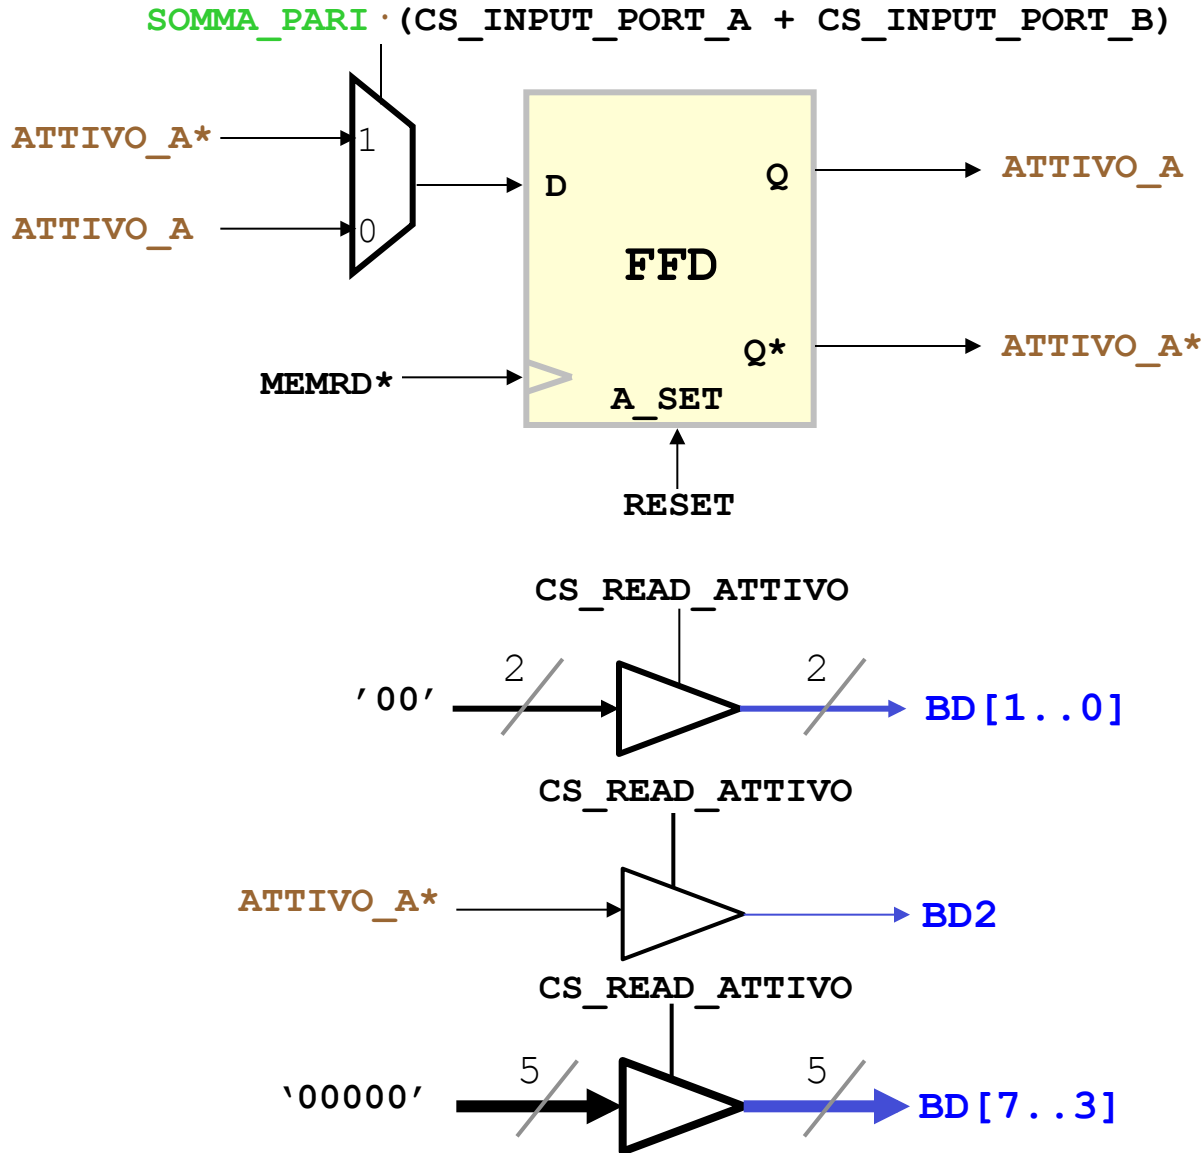 SOMMA_PARI·(CS_INPUT_PORT_A + CS_INPUT_PORT_B)
ATTIVO_A*
1
D
Q
ATTIVO_A
ATTIVO_A
0
FFD
Q*
ATTIVO_A*
MEMRD*
A_SET
RESET
CS_READ_ATTIVO
2
2
’00’
BD[1..0]
CS_READ_ATTIVO
ATTIVO_A*
BD2
CS_READ_ATTIVO
5
5
‘00000’
BD[7..3]